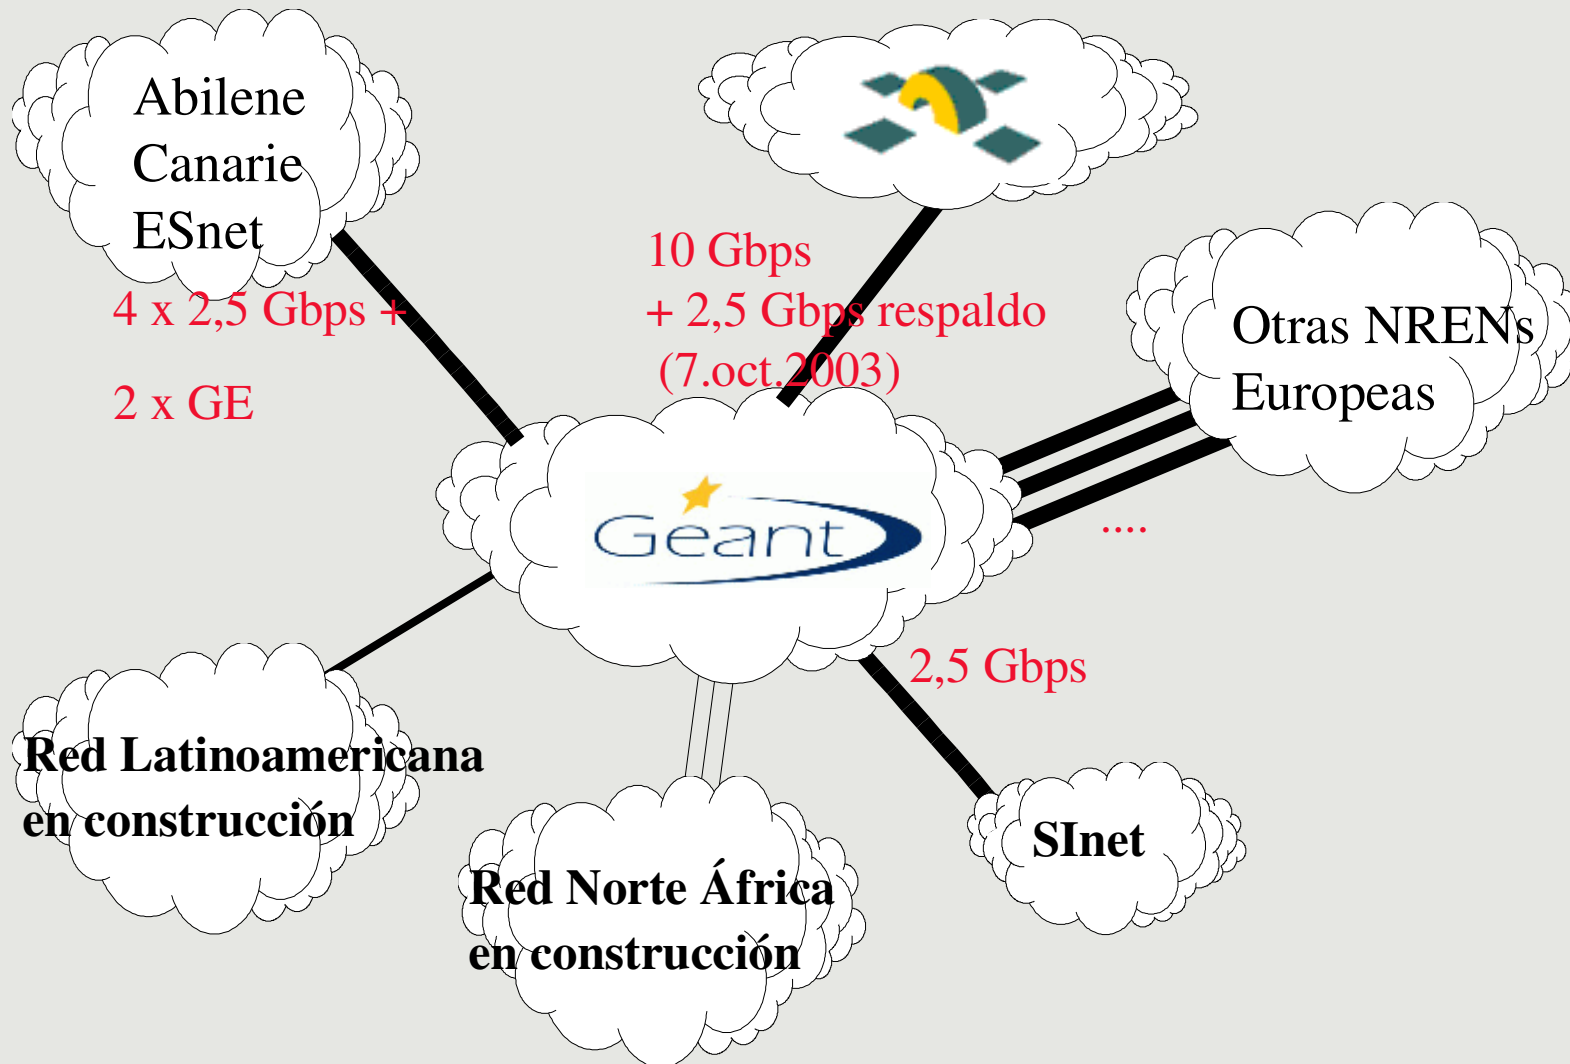 Abilene
Canarie
ESnet
4 x 2,5 Gbps +
2 x GE
10 Gbps
+ 2,5 Gbps respaldo
(7.oct.2003)
Otras NRENs
Europeas
....
Géant
2,5 Gbps
Red Latinoamericana
en construcción
Red Norte África
en construcción
SInet